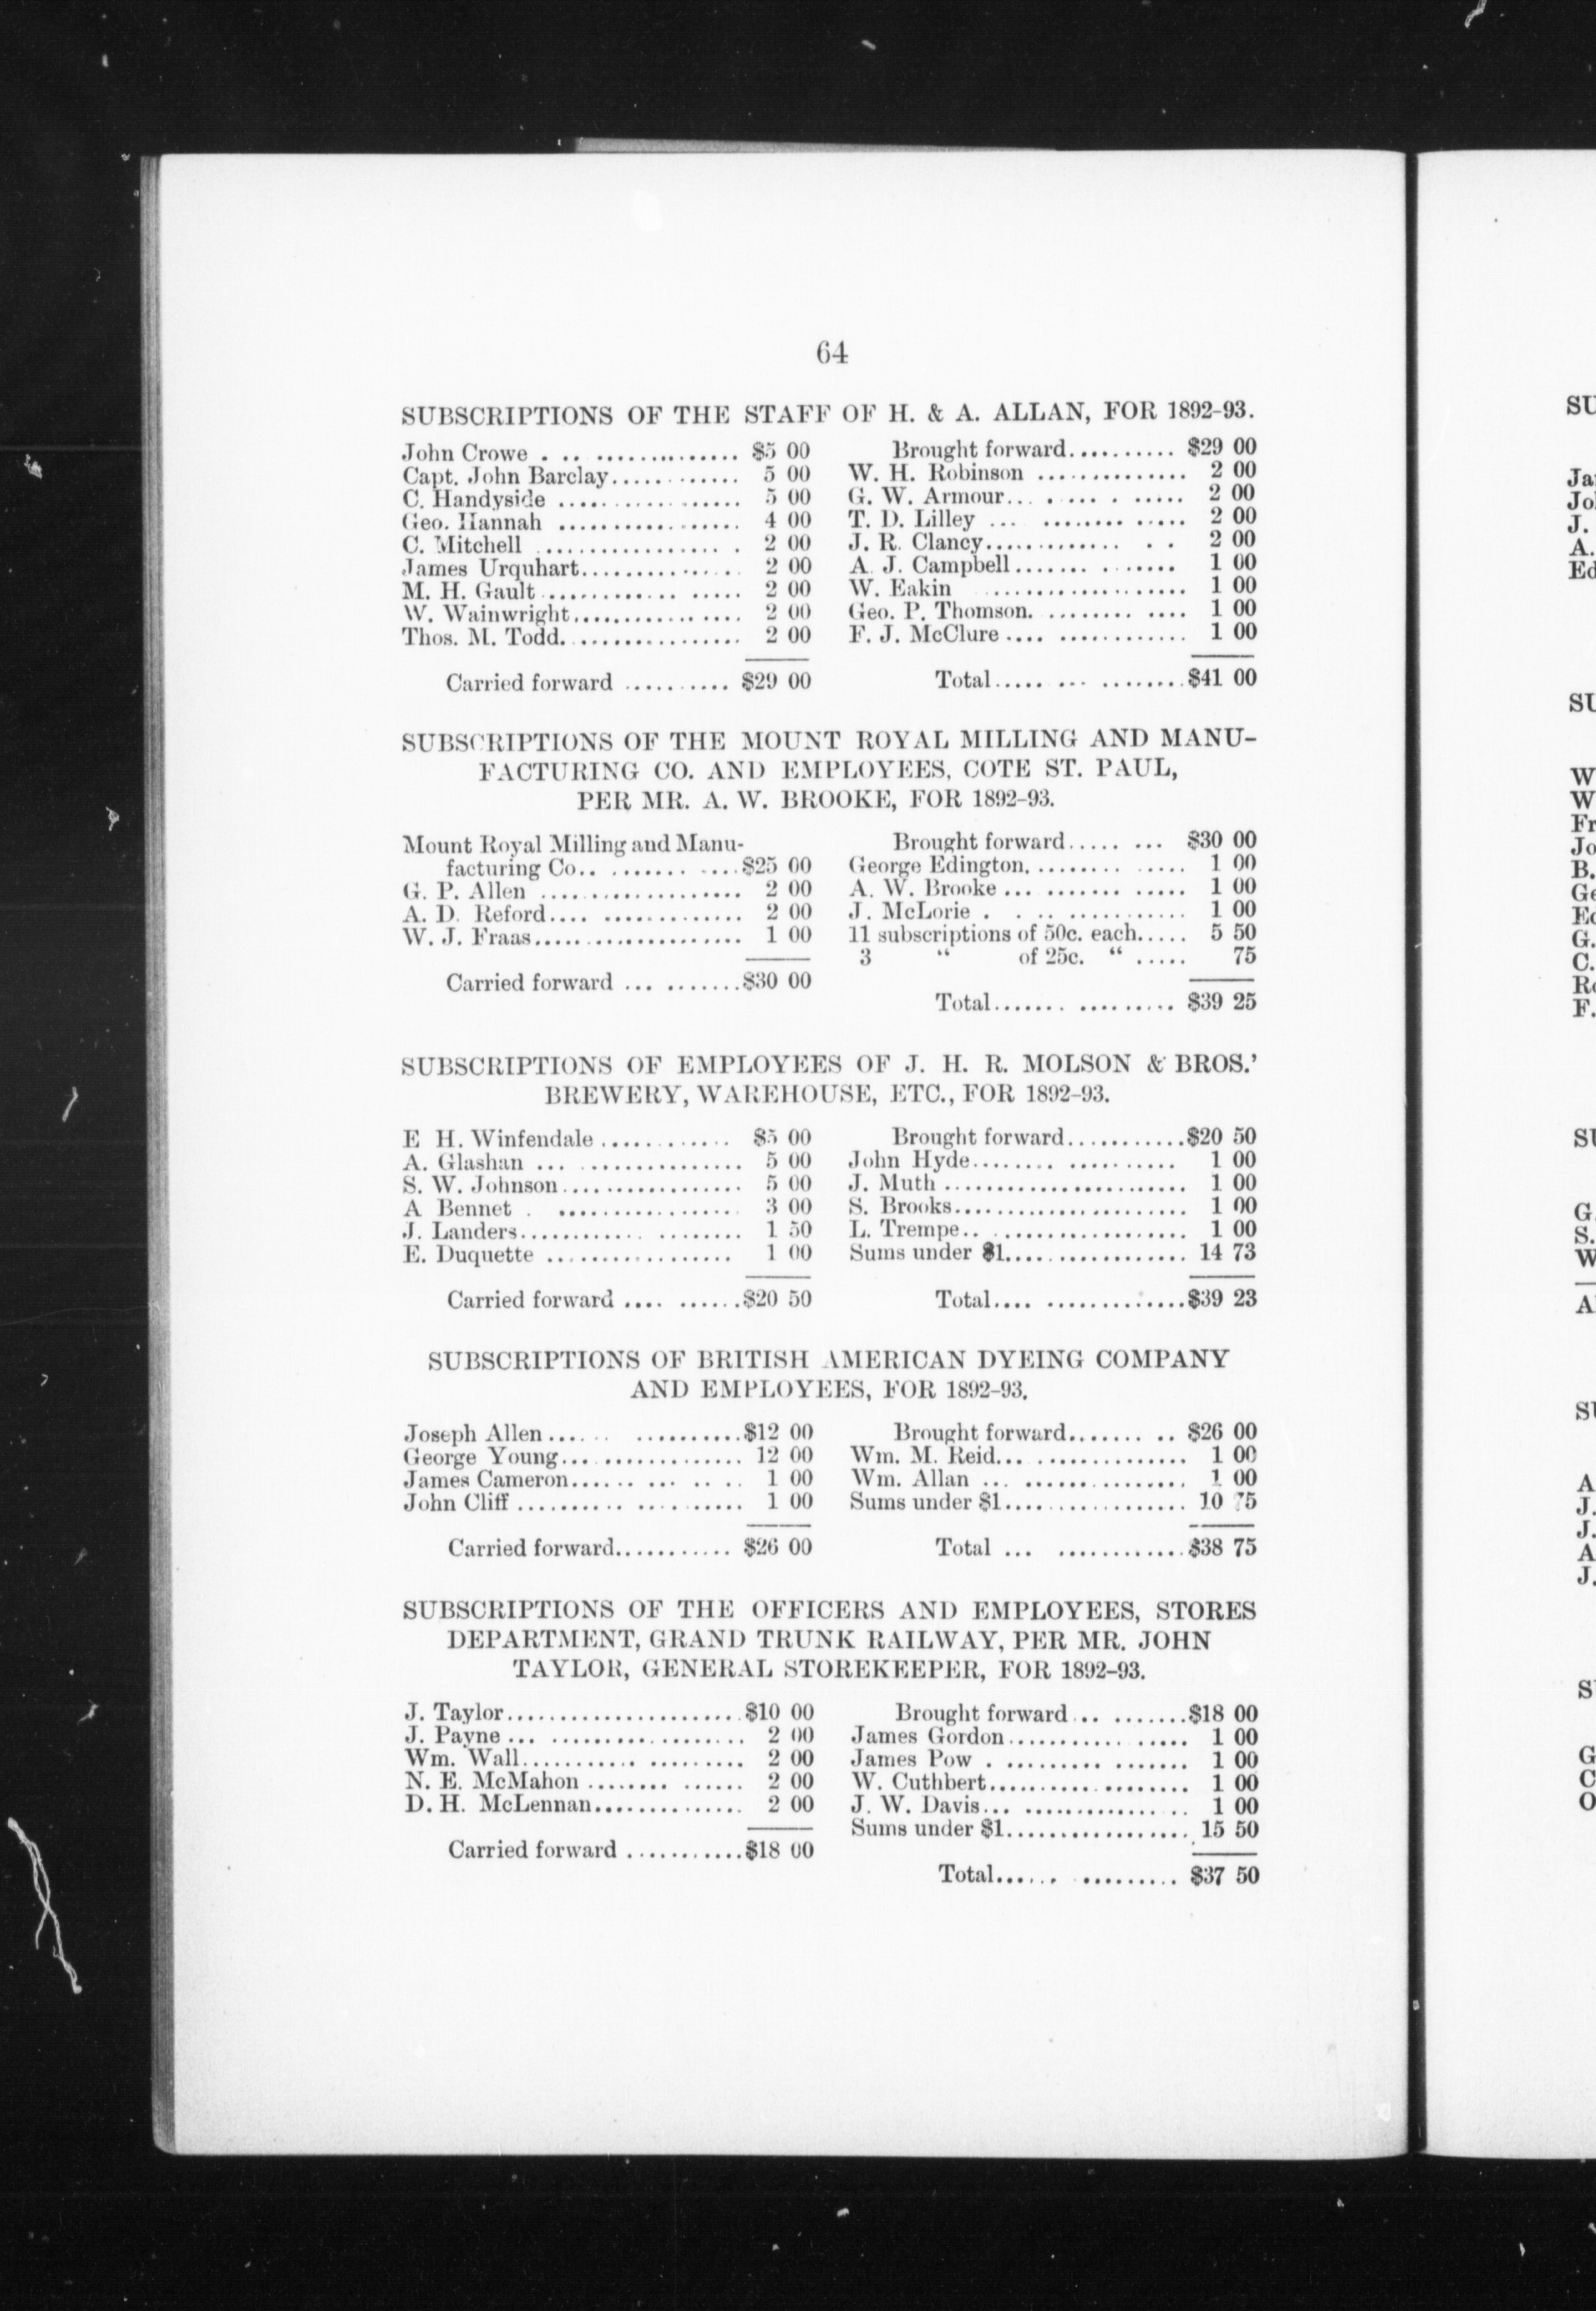 64
SUBSCRIPTIONS OF THE STAFF OF H. & A. ALLAN, FOR 1892-93.
John Crowe . .. .............. $5 00
Capt. John Barclay............ 5 00
C. Handyside ................. 5 00
Geo. Hannah ................. 4 00
C. Mitchell .................. 2 00
James Urquhart............... 2 00
M. H. Gault ................... 2 00
W. Wainwright................ 2 00
Thos. M. Todd. ............... 2 00
Carried forward .......... $29 00
Brought forward.......... $29 00
W. H. Robinson .............. 2 00
G. W. Armour... . .... . ..... 2 00
T. D. Lilley ... ........ ..... 2 00
J. R. Clancy............. . . 2 00
A. J. Campbell....... . ...... 1 00
W. Eakin ................... 1 00
Geo. P. Thomson. ........ .... 1 00
F. J. McClure .... ............ 1 00
Total..... ... ........$41 00
SUBSCRIPTIONS OF THE MOUNT ROYAL MILLING AND MANU-
FACTURING CO. AND EMPLOYEES, COTE ST. PAUL,
PER MR. A. W. BROOKE, FOR 1892-93.
Mount Royal Milling and Manu-
facturing Co.. ....... .....$25 00
G. P. Allen ................... 2 00
A. D. Reford.... ............. 2 00
W. J. Fraas.................... 1 00
Carried forward ... ........$30 00
Brought forward..... ... $30 00
George Edington. ........ ..... 1 00
A. W. Brooke ... ........ ..... 1 00
J. McLorie . . .. ........... 1 00
11 subscriptions of 50c. each..... 5 50
3 “ of 25c. “ ..... 75
Total....... ......... $39 25
SUBSCRIPTIONS OF EMPLOYEES OF J. H. R. MOLSON & BROS.’
BREWERY, WAREHOUSE, ETC., FOR 1892-93.
E H. Winfendale ............ $5 00
A. Glashan ... ............... 5 00
S. W. Johnson................. 5 00
A Bennet . ................. 3 00
J. Landers............ ........ 1 50
E. Duquette .................. 1 00
Carried forward .... ......$20 50
Brought forward...........$20 50
John Hyde........ .......... 1 00
J. Muth ....................... 1 00
S. Brooks...................... 1 00
L. Trempe.. .................. 1 00
Sums under $1................. 14 73
Total.... .............$39 23
SUBSCRIPTIONS OF BRITISH AMERICAN DYEING COMPANY
AND EMPLOYEES, FOR 1892-93.
Joseph Allen ..... ..........$12 00
George Young... ............. 12 00
James Cameron...... ... .. .. 1 00
John Cliff .......... .......... 1 00
Carried forward........... $26 00
Brought forward....... .. $26 00
Wm. M. Reid... .............. 1 00
Wm. Allan ... ............... 1 00
Sums under $1................. 10 75
Total ... ............$38 75
SUBSCRIPTIONS OF THE OFFICERS AND EMPLOYEES, STORES
DEPARTMENT, GRAND TRUNK RAILWAY, PER MR. JOHN
TAYLOR, GENERAL STOREKEEPER, FOR 1892-93.
J. Taylor......................$10 00
J. Payne ... .................. 2 00
Wm. Wall........... ......... 2 00
N. E. McMahon ........ ...... 2 00
D. H. McLennan.............. 2 00
Carried forward ...........$18 00
Brought forward ... .......$18 00
James Gordon........... ..... 1 00
James Pow . ......... ....... 1 00
W. Cuthbert................... 1 00
J. W. Davis... ................ 1 00
Sums under $1................. 15 50
Total...... ......... $37 50